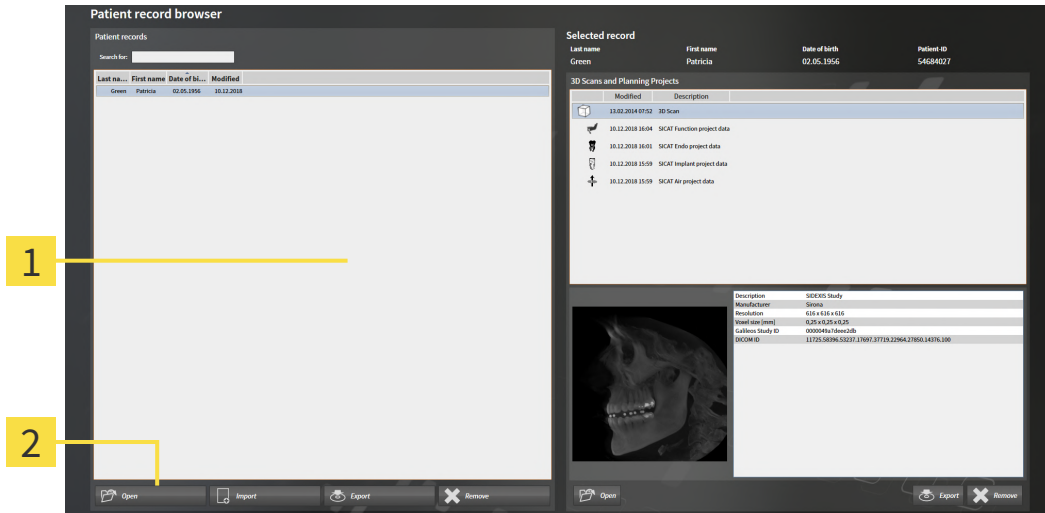 Patient record browser
Patient records
Search for:
Last na... First name Date of bi... Modified
Green Patricia 02.05.1956 10.12.2018
1
2
Open Import Export Remove
Selected record
Last name First name Date of birth Patient-ID
Green Patricia 02.05.1956 54684027
3D Scans and Planning Projects
Modified Description
13.02.2014 07:52 3D Scan
10.12.2018 16:04 SICAT Function project data
10.12.2018 16:01 SICAT Endo project data
10.12.2018 15:59 SICAT Implant project data
10.12.2018 15:59 SICAT Air project data
Description SIDEXIS Study
Manufacturer Sirona
Resolution 616 x 616 x 616
Voxel size [mm] 0,25 x 0,25 x 0,25
Galileos Study ID 0000049a7deee2db
DICOM ID 11725.58396.53237.17697.37719.22964.27850.14376.100
Open Export Remove